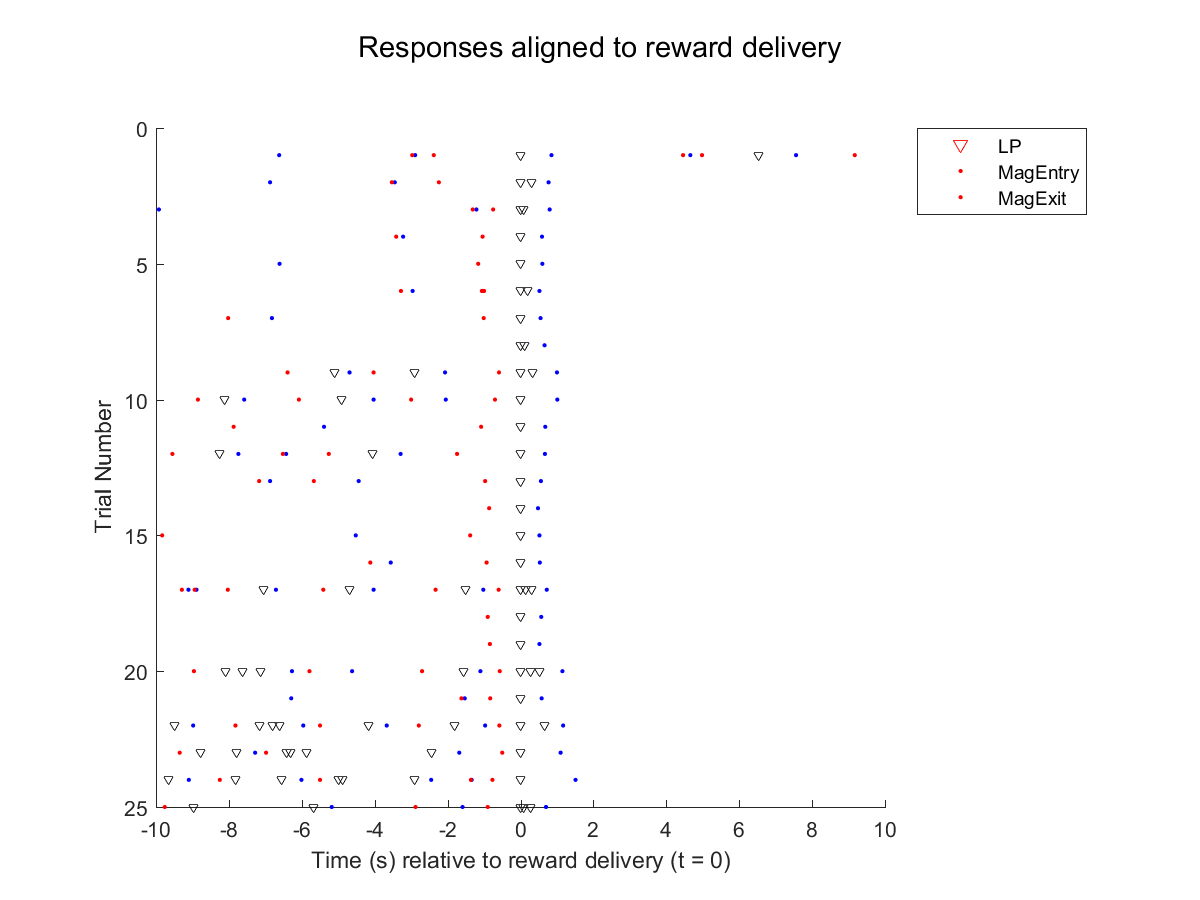 Responses aligned to reward delivery
LP
MagEntry
MagExit
0
5
10
15
20
25
Trial Number
-10 -8 -6 -4 -2 0 2 4 6 8 10
Time (s) relative to reward delivery (t = 0)